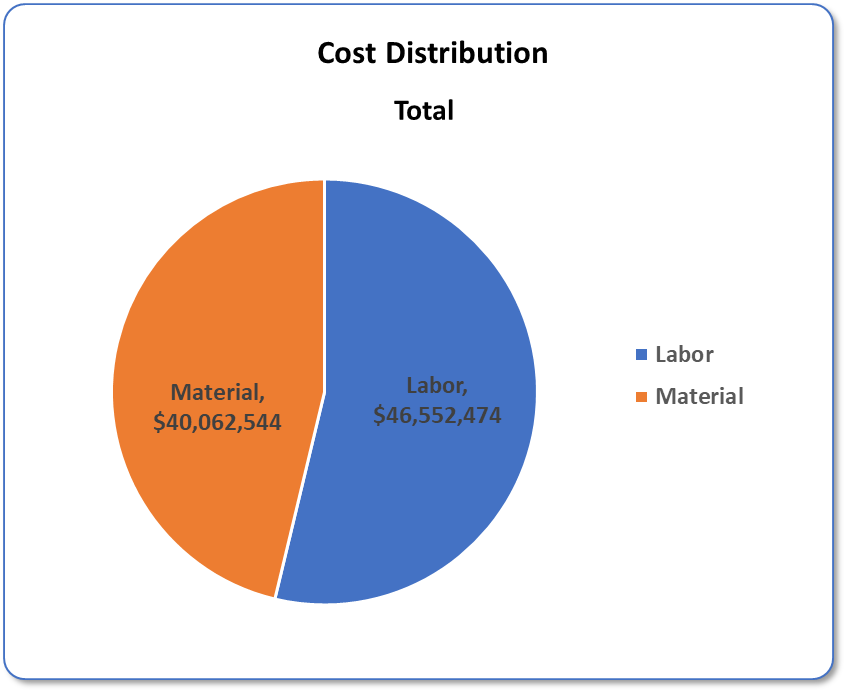 Cost Distribution
Total
Material,
$40,062,544
Labor,
$46,552,474
Labor
Material